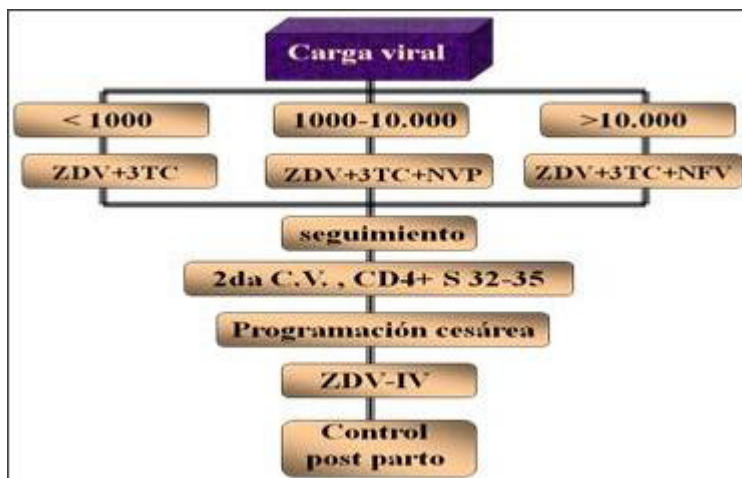 Carga viral
< 1000
1000-10.000
>10.000
ZDV+3TC
ZDV+3TC+NVP
ZDV+3TC+NFV
seguimiento
2da C.V. , CD4+ S 32-35
Programación cesárea
ZDV-IV
Control
post parto